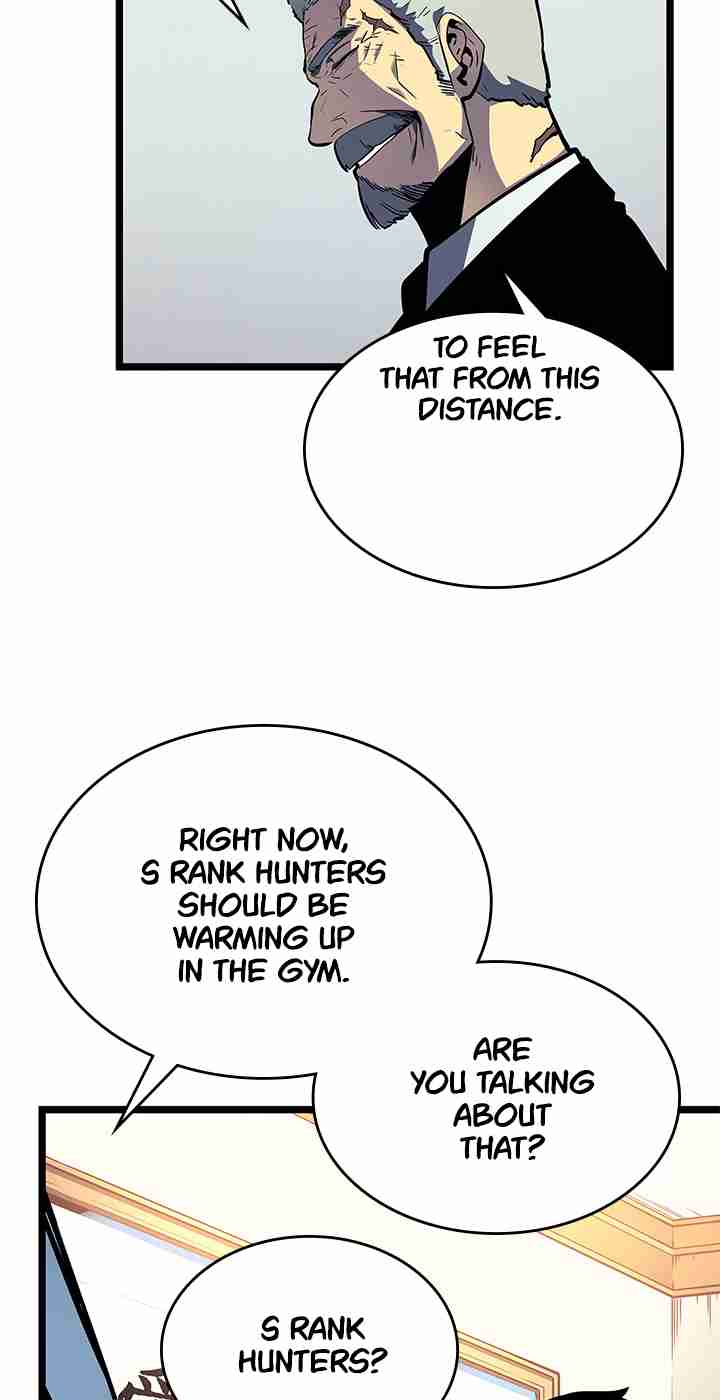 TO FEEL
THAT FROM THIS
DISTANCE.
RIGHT NOW,
S RANK HUNTERS
SHOULD BE
WARMING UP
IN THE GYM.
ARE
YOU TALKING
ABOUT
THAT?
S RANK
HUNTERS?